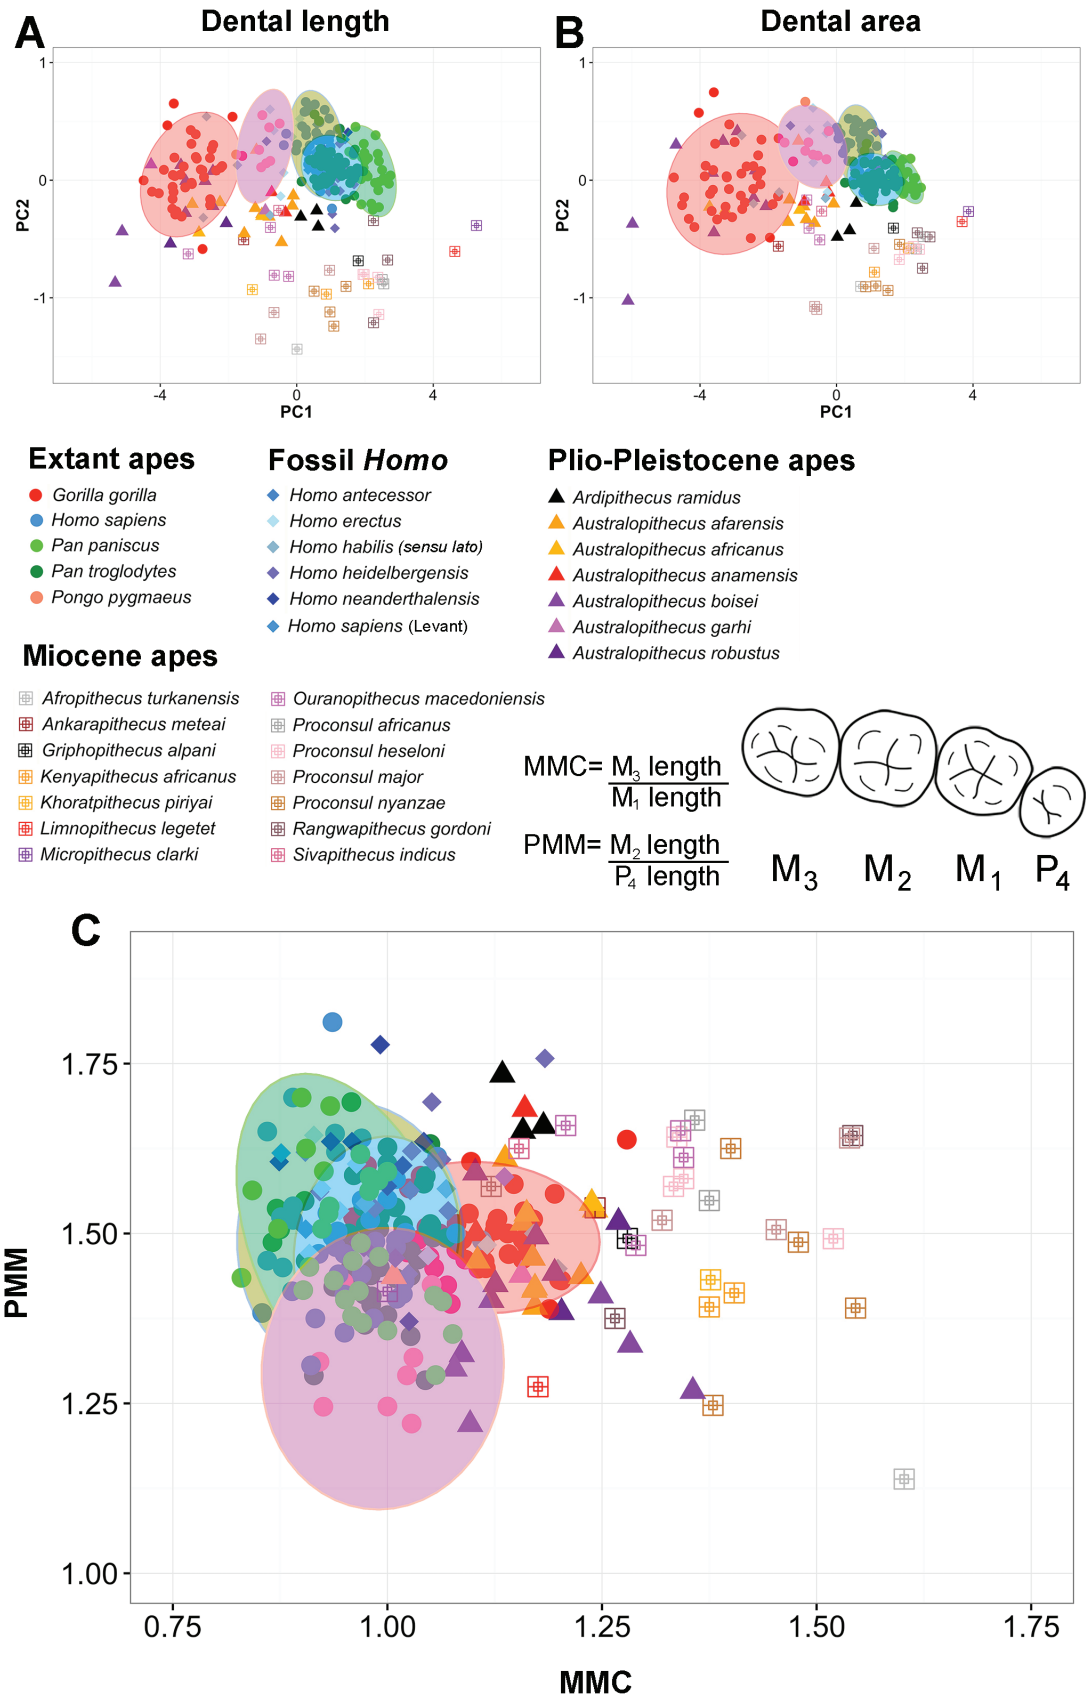 A
Dental length
B
Dental area
1
0
-1
PC2
-4
0
4
PC1
1
0
-1
PC2
-4
0
4
PC1
Extant apes
Gorilla gorilla
Homo sapiens
Pan paniscus
Pan troglodytes
Pongo pygmaeus
Fossil Homo
Homo antecessor
Homo erectus
Homo habilis (sensu lato)
Homo heidelbergensis
Homo neanderthalensis
Homo sapiens (Levant)
Plio-Pleistocene apes
Ardipithecus ramidus
Australopithecus afarensis
Australopithecus africanus
Australopithecus anamensis
Australopithecus boisei
Australopithecus garhi
Australopithecus robustus
Miocene apes
Afropithecus turkanensis
Ankarapithecus meteai
Griphopithecus alpani
Kenyapithecus africanus
Khoratpithecus piriyai
Limnopithecus legetet
Micropithecus clarki
Ouranopithecus macedoniensis
Proconsul africanus
Proconsul heseloni
Proconsul major
Proconsul nyanzae
Rangwapithecus gordoni
Sivapithecus indicus
MMC= M3 length
M1 length
PMM= M2 length
P4 length
M3 M2 M1 P4
C
1.75
1.50
1.25
1.00
PMM
0.75 1.00 1.25 1.50 1.75
MMC